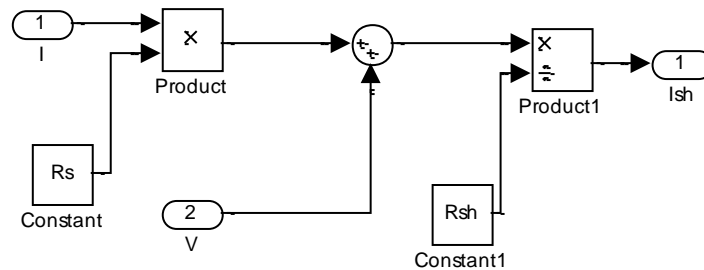 1
I
×
Product
Rs
Constant
2
V
+
+
×
÷
Product1
Rsh
Constant1
1
Ish